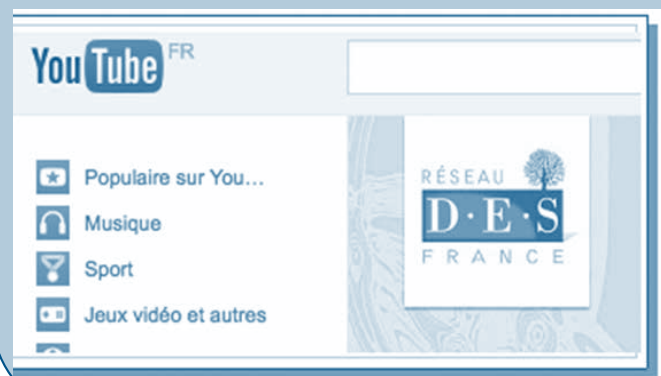 YouTube FR
Populaire sur You...
Musique
Sport
Jeux vidéo et autres
RÉSEAU
D·E·S
FRANCE